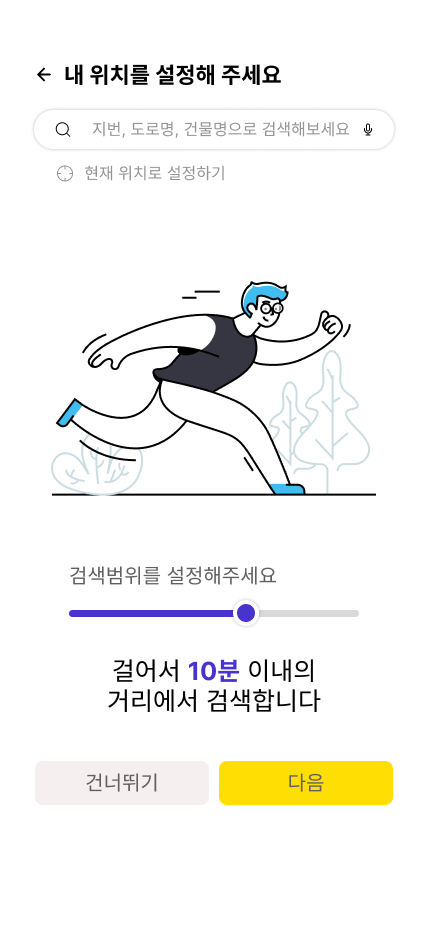 내 위치를 설정해 주세요
지번, 도로명, 건물명으로 검색해보세요
현재 위치로 설정하기
검색범위를 설정해주세요
걸어서 10분 이내의
거리에서 검색합니다
건너뛰기 다음